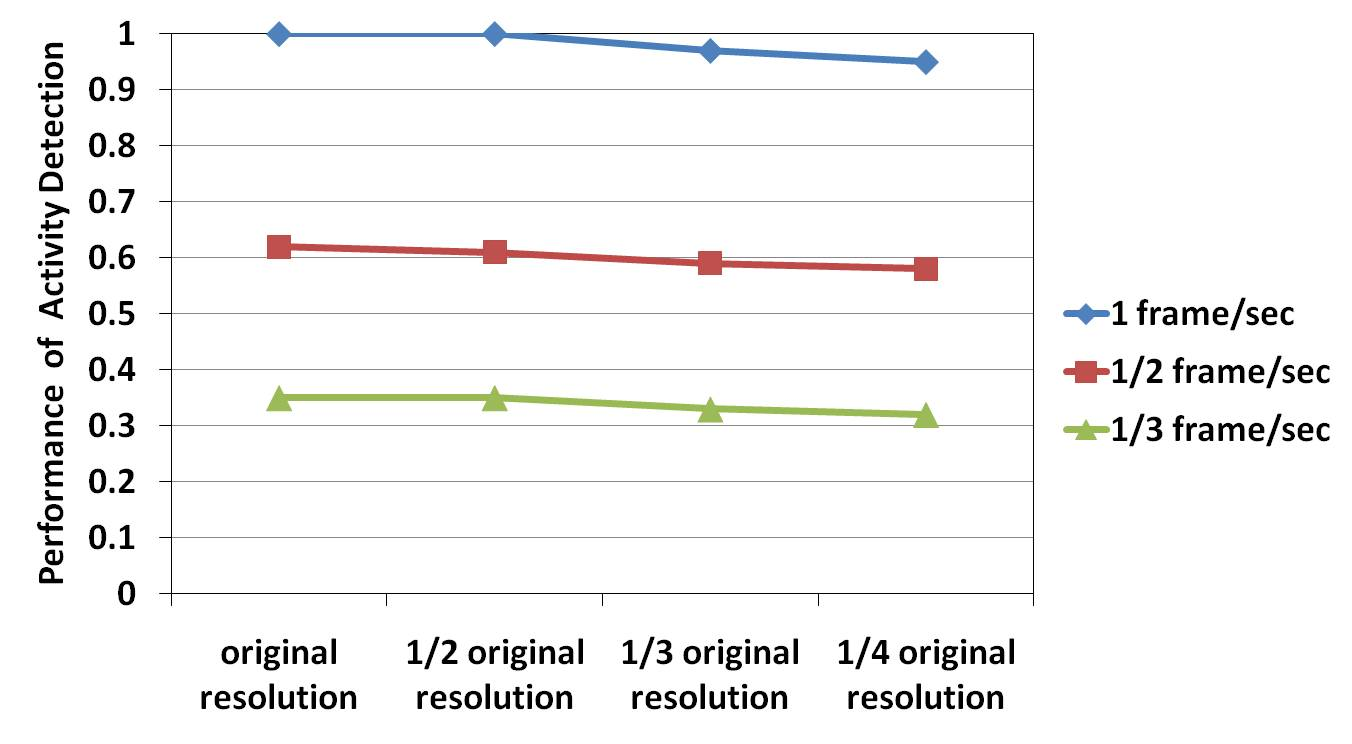 Performance of Activity Detection
1
0.9
0.8
0.7
0.6
0.5
0.4
0.3
0.2
0.1
0
original resolution
1/2 original resolution
1/3 original resolution
1/4 original resolution
1 frame/sec
1/2 frame/sec
1/3 frame/sec